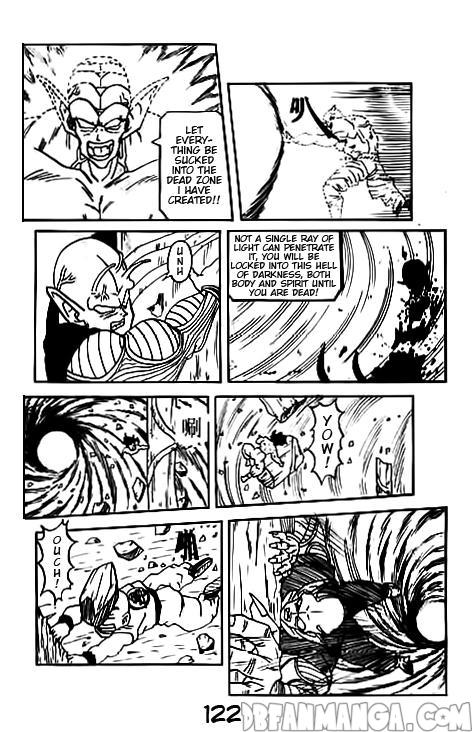 LET
EVERY-
THING BE
SUCKED
INTO THE
DEAD ZONE
I HAVE
CREATED!!
UNH
NOT A SINGLE RAY OF
LIGHT CAN PENETRATE
IT, YOU WILL BE
LOCKED INTO THIS HELL
OF DARKNESS, BOTH
BODY AND SPIRIT UNTIL
YOU ARE DEAD!
YOW!
OUCH!
122
DBFANMANGA.COM